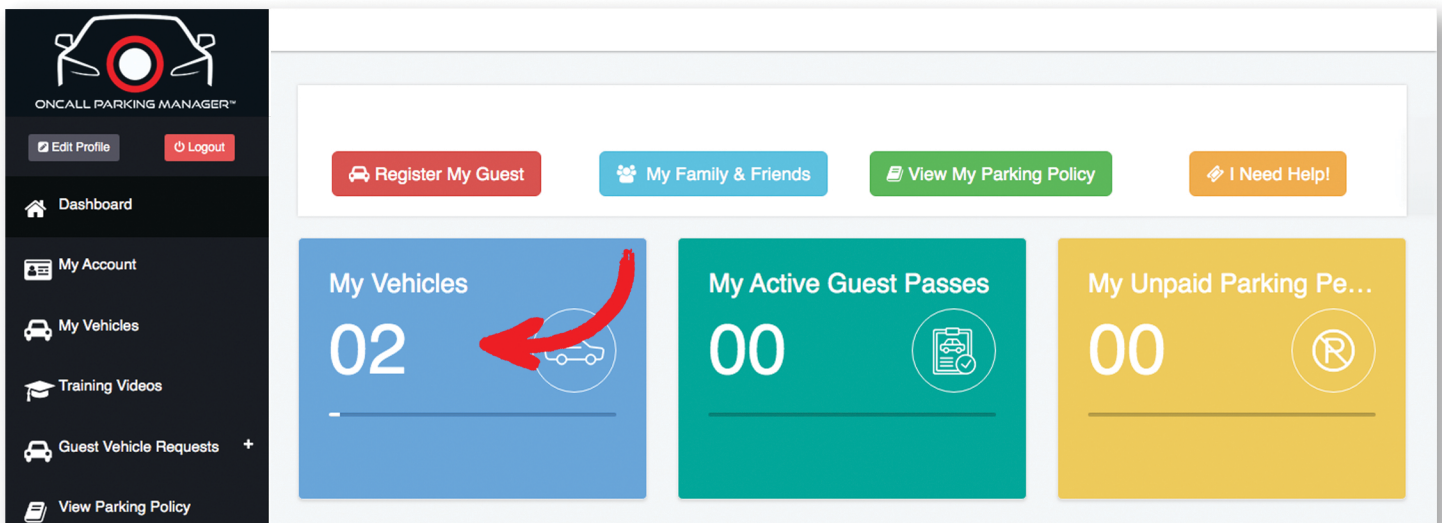 ONCALL PARKING MANAGER™
Edit Profile
Logout
Dashboard
My Account
My Vehicles
Training Videos
Guest Vehicle Requests +
View Parking Policy
Register My Guest
My Family & Friends
View My Parking Policy
I Need Help!
My Vehicles
02
My Active Guest Passes
00
My Unpaid Parking Pe...
00